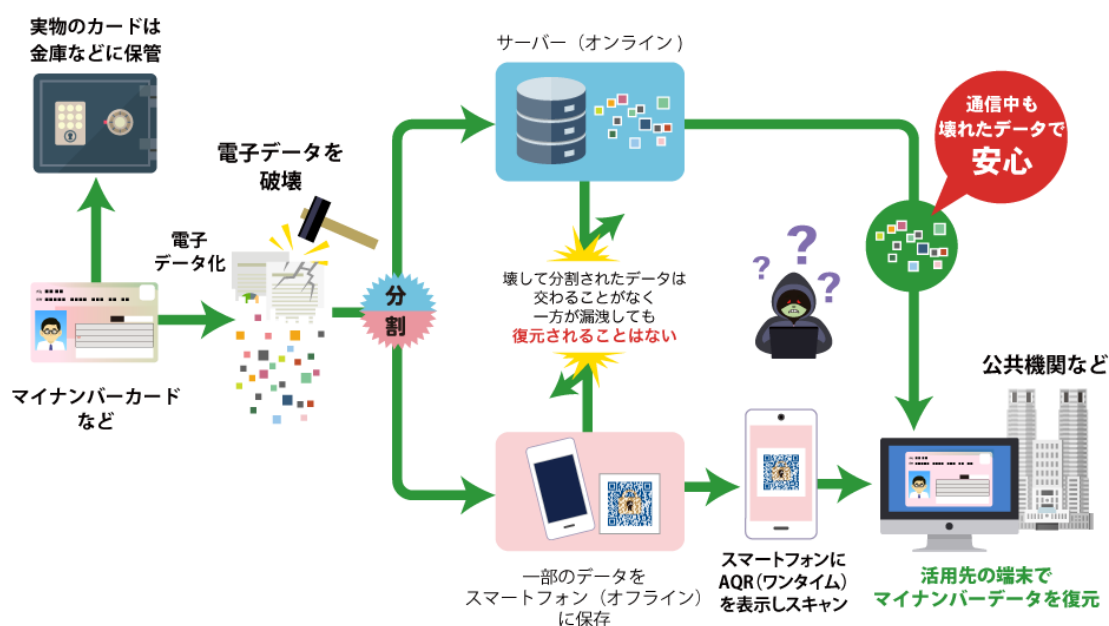 実物のカードは
金庫などに保管
マイナンバーカード
など
電子
データ化
電子データを
破壊
分
割
サーバー（オンライン）
壊して分割されたデータは
交わることがなく
一方が漏洩しても
復元されることはない
一部のデータを
スマートフォン（オフライン）
に保存
スマートフォンに
AQR(ワンタイム)
を表示しスキャン
?
?
?
通信中も
壊れたデータで
安心
公共機関など
活用先の端末で
マイナンバーデータを復元